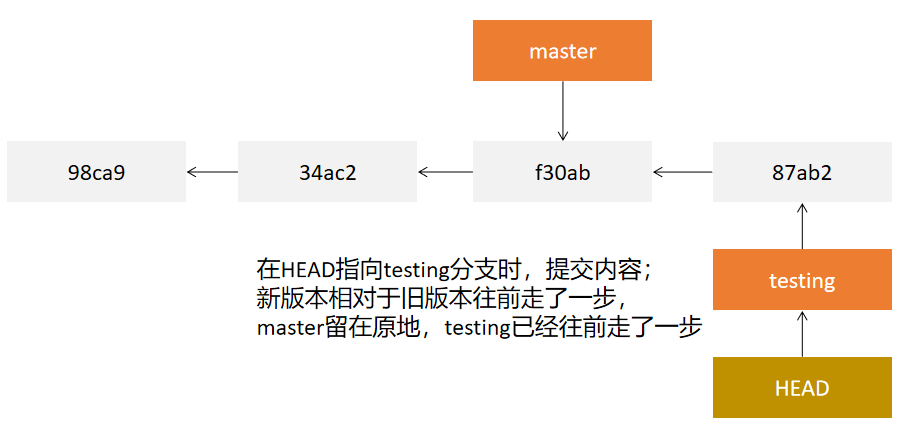 master
98ca9
34ac2
f30ab
87ab2
在HEAD指向testing分支时，提交内容；
新版本相对于旧版本往前走了一步，
master留在原地，testing已经往前走了一步
testing
HEAD